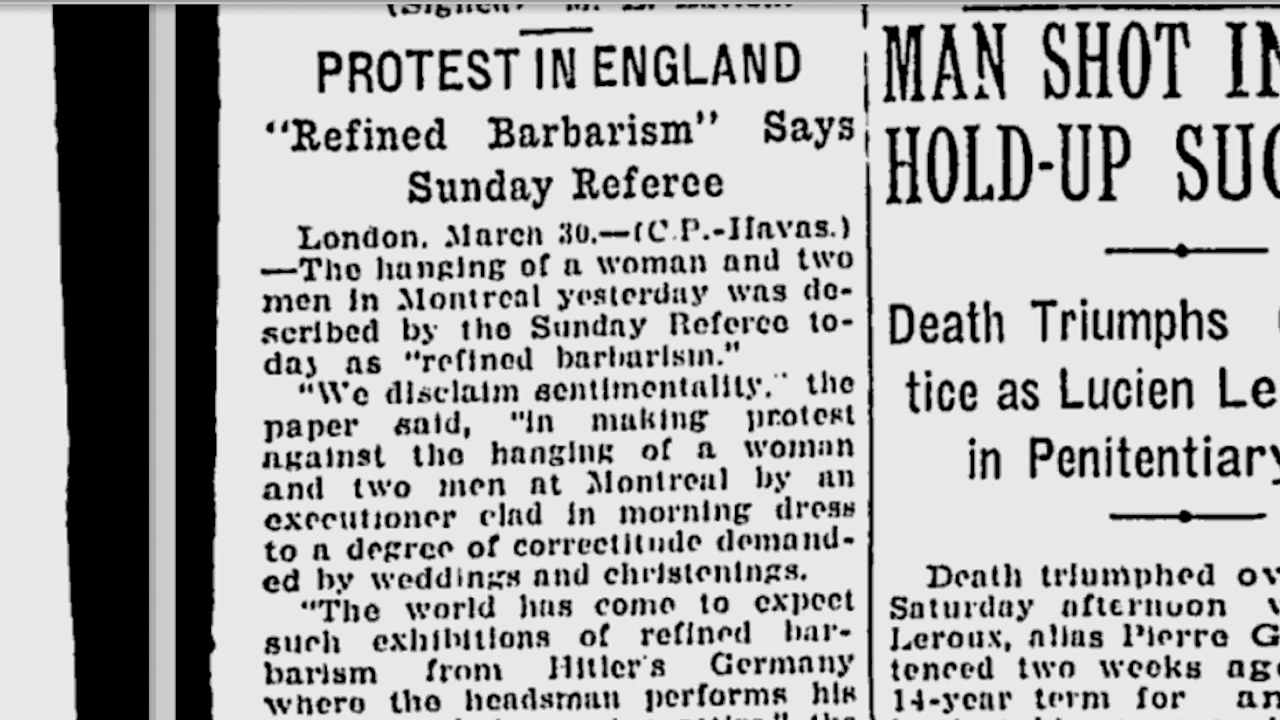 PROTEST IN ENGLAND
"Refined Barbarism" Says
Sunday Referee
London, March 30.—(C.P.-Havas.)
—The hanging of a woman and two
men in Montreal yesterday was de-
scribed by the Sunday Referee to-
day as "refined barbarism."
"We disclaim sentimentality," the
paper said, "in making protest
against the hanging of a woman
and two men at Montreal by an
executioner clad in morning dress
to a degree of correctitude demand-
ed by weddings and christenings.
"The world has come to expect
such exhibitions of refined bar-
barism from Hitler's Germany
where the headsman performs his
MAN SHOT IN
HOLD-UP
Death Triumphs
tice as Lucien
in Penitentiary
Death triumphed
Saturday afternoon
Leroux, alias Pierre
tenced two weeks
14-year term for